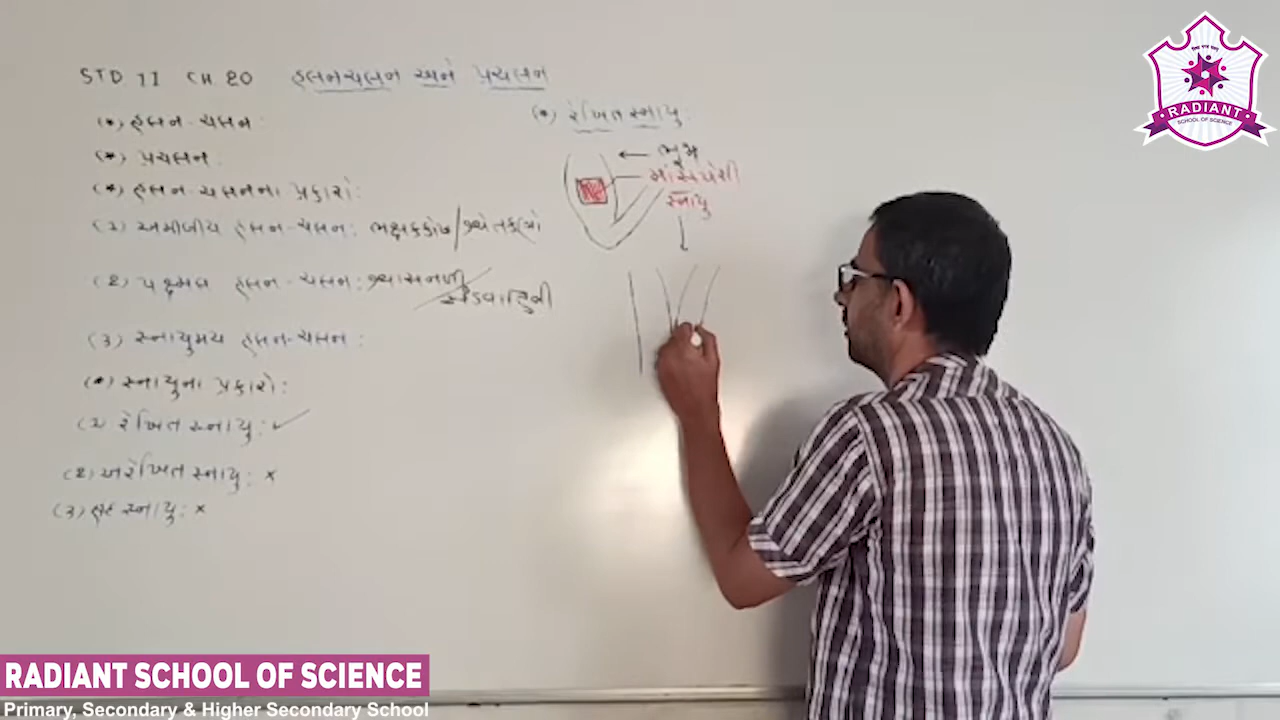 STD 11 CH 20 હલનચલન અને પ્રચલન
(*) હલન-ચલન:
(*) પ્રચલન
(*) હલન-ચલનના પ્રકારો:
(1) અમીબીય હલન-ચલન: ભક્ષકકોષ/શ્વેતકણો
(2) પક્ષ્મલ હલન-ચલન: શ્વાસનળી
અંડવાહિની
(3) સ્નાયુમય હલન-ચલન:
(*) સ્નાયુના પ્રકારો:
(1) રેખિત સ્નાયુ: ✓
(2) અરેખિત સ્નાયુ: ×
(3) હૃદ સ્નાયુ: ×
(*) રેખિત સ્નાયુ:
માંસપેશી
સ્નાયુ
RADIANT
SCHOOL OF SCIENCE
RADIANT SCHOOL OF SCIENCE
Primary, Secondary & Higher Secondary School